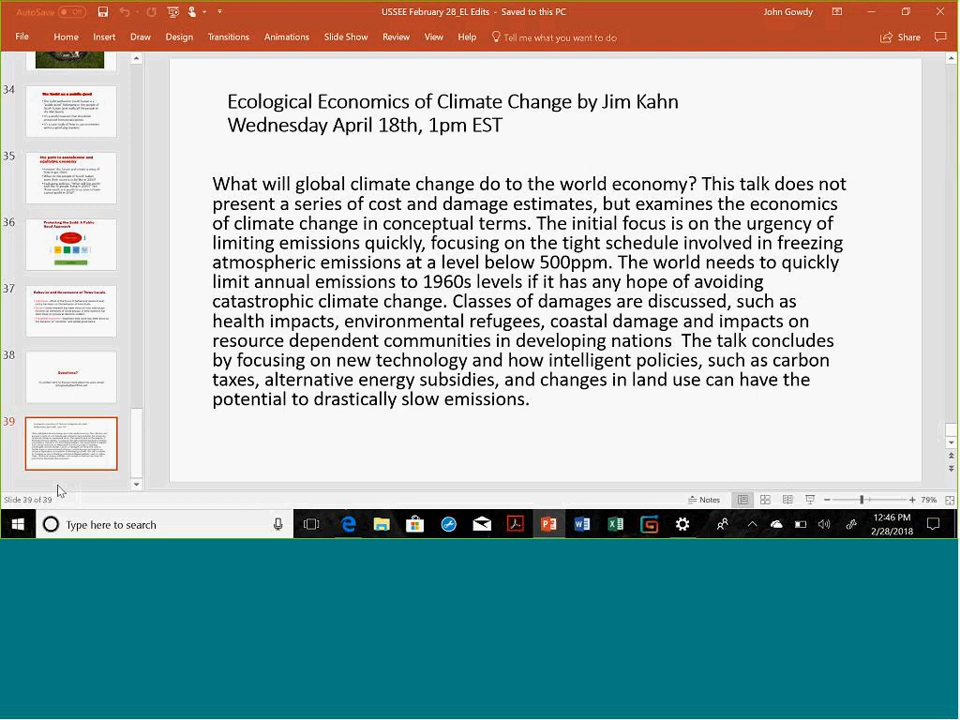 AutoSave Off
USSEE February 28_EL Edits - Saved to this PC
John Gowdy
File Home Insert Draw Design Transitions Animations Slide Show Review View Help Tell me what you want to do Share
34
35
36
37
38
Questions?
39
Ecological Economics of Climate Change by Jim Kahn
Wednesday April 18th, 1pm EST
What will global climate change do to the world economy? This talk does not
present a series of cost and damage estimates, but examines the economics
of climate change in conceptual terms. The initial focus is on the urgency of
limiting emissions quickly, focusing on the tight schedule involved in freezing
atmospheric emissions at a level below 500ppm. The world needs to quickly
limit annual emissions to 1960s levels if it has any hope of avoiding
catastrophic climate change. Classes of damages are discussed, such as
health impacts, environmental refugees, coastal damage and impacts on
resource dependent communities in developing nations  The talk concludes
by focusing on new technology and how intelligent policies, such as carbon
taxes, alternative energy subsidies, and changes in land use can have the
potential to drastically slow emissions.
Slide 39 of 39
Notes
79%
Type here to search
12:46 PM
2/28/2018